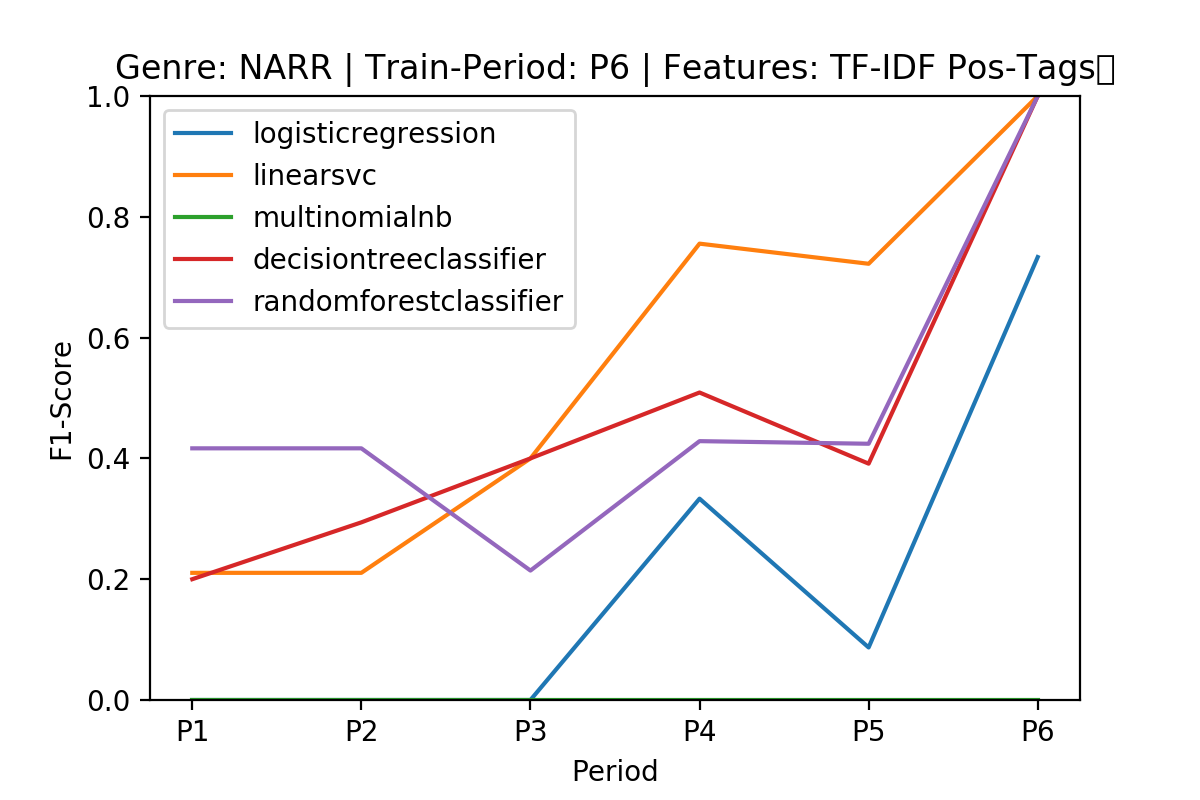 Genre: NARR | Train-Period: P6 | Features: TF-IDF Pos-Tags
1.0
0.8
0.6
0.4
0.2
0.0
F1-Score
logisticregression
linearsvc
multinomialnb
decisiontreeclassifier
randomforestclassifier
P1 P2 P3 P4 P5 P6
Period